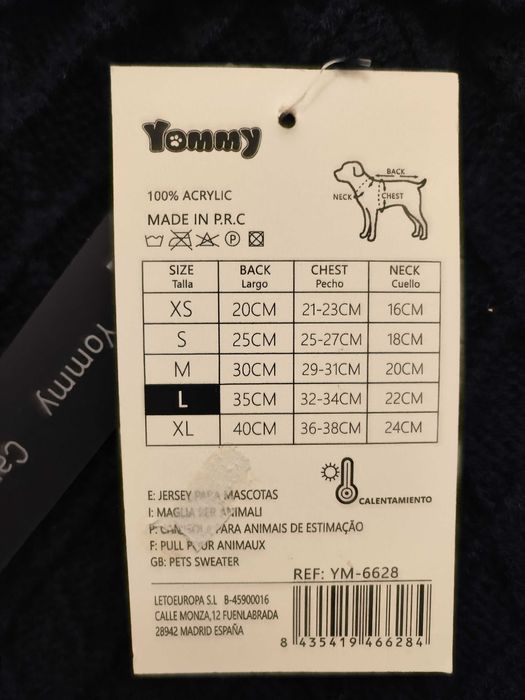 Yommy
100% ACRYLIC
MADE IN P.R.C
P
BACK
NECK
CHEST
SIZE BACK CHEST NECK
Talla Largo Pecho Cuello
XS 20CM 21-23CM 16CM
S 25CM 25-27CM 18CM
M 30CM 29-31CM 20CM
L 35CM 32-34CM 22CM
XL 40CM 36-38CM 24CM
CALENTAMIENTO
E: JERSEY PARA MASCOTAS
I: MAGLIA PER ANIMALI
P: PARA ANIMAIS DE ESTIMAÇÃO
F: PULL POUR ANIMAUX
GB: PETS SWEATER
REF: YM-6628
LETOEUROPA S.L B-45900016
CALLE MONZA,12 FUENLABRADA
28942 MADRID ESPAÑA
8 435419 466284
Yommy